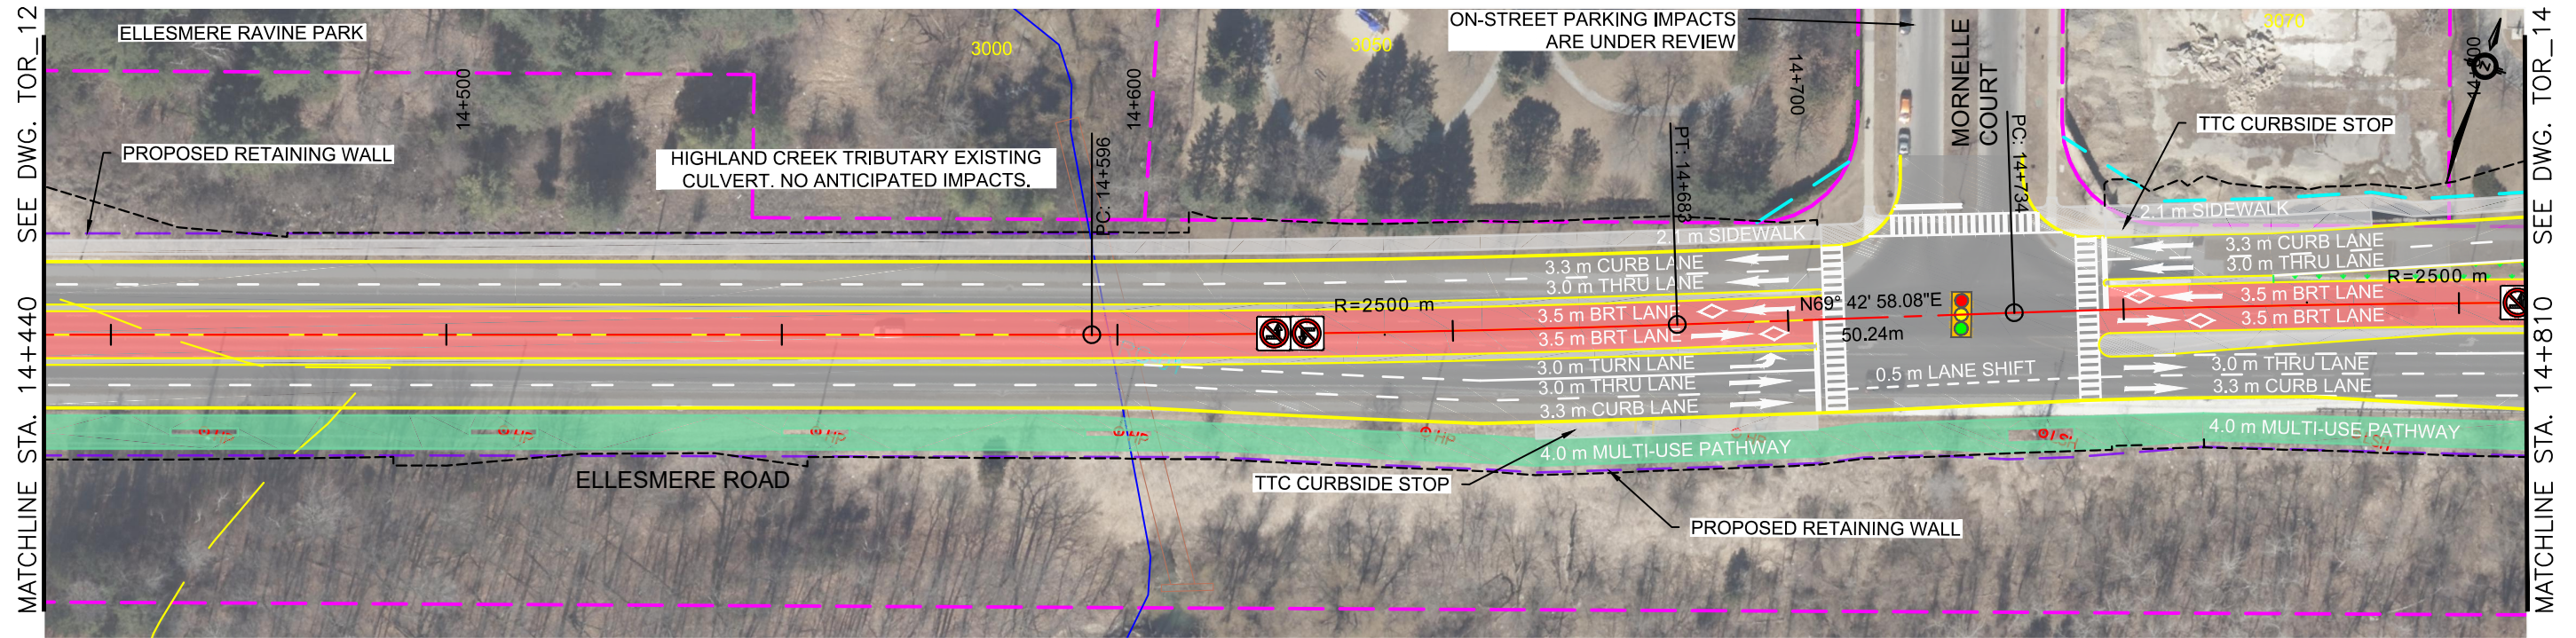 SEE DWG. TOR_12
MATCHLINE STA. 14+440
ELLESMERE RAVINE PARK
PROPOSED RETAINING WALL
14+500
3000
14+600
HIGHLAND CREEK TRIBUTARY EXISTING
CULVERT. NO ANTICIPATED IMPACTS.
PC: 14+596
3050
ON-STREET PARKING IMPACTS
ARE UNDER REVIEW
PT: 14+683
14+700
MORNELLE
COURT
PC: 14+734
3070
TTC CURBSIDE STOP
2.1 m SIDEWALK
2.1 m SIDEWALK
3.3 m CURB LANE
3.0 m THRU LANE
R=2500 m
3.5 m BRT LANE
3.5 m BRT LANE
3.0 m TURN LANE
3.0 m THRU LANE
3.3 m CURB LANE
4.0 m MULTI-USE PATHWAY
N69° 42' 58.08"E
50.24m
0.5 m LANE SHIFT
3.3 m CURB LANE
3.0 m THRU LANE
R=2500 m
3.5 m BRT LANE
3.5 m BRT LANE
3.0 m THRU LANE
3.3 m CURB LANE
4.0 m MULTI-USE PATHWAY
HP
HP
HP
HP
HP
ELLESMERE ROAD
TTC CURBSIDE STOP
PROPOSED RETAINING WALL
SEE DWG. TOR_14
MATCHLINE STA. 14+810